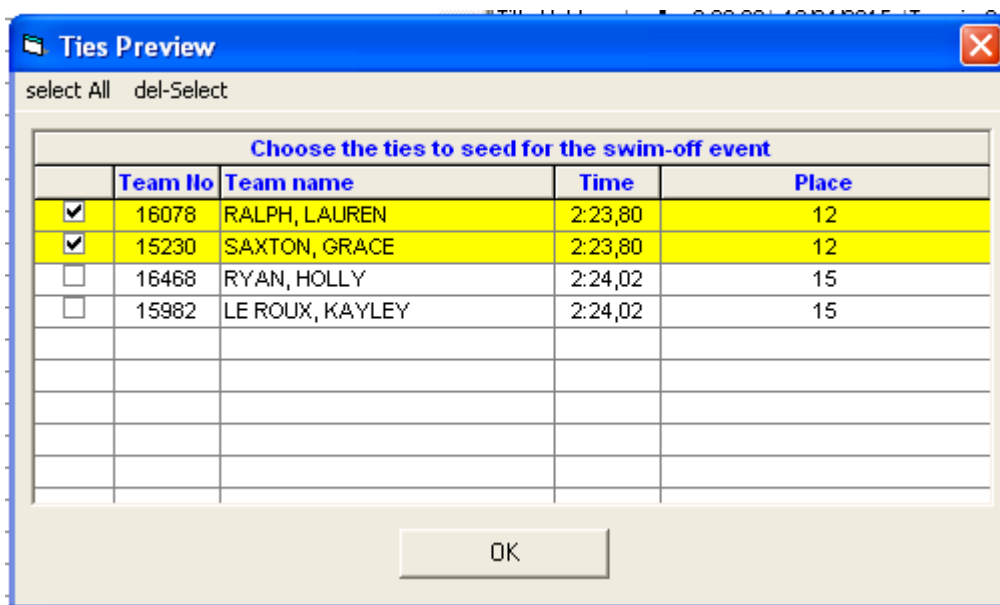 Ties Preview
select All del-Select
Choose the ties to seed for the swim-off event
Team No Team name Time Place
16078 RALPH, LAUREN 2:23,80 12
15230 SAXTON, GRACE 2:23,80 12
16468 RYAN, HOLLY 2:24,02 15
15982 LE ROUX, KAYLEY 2:24,02 15
OK